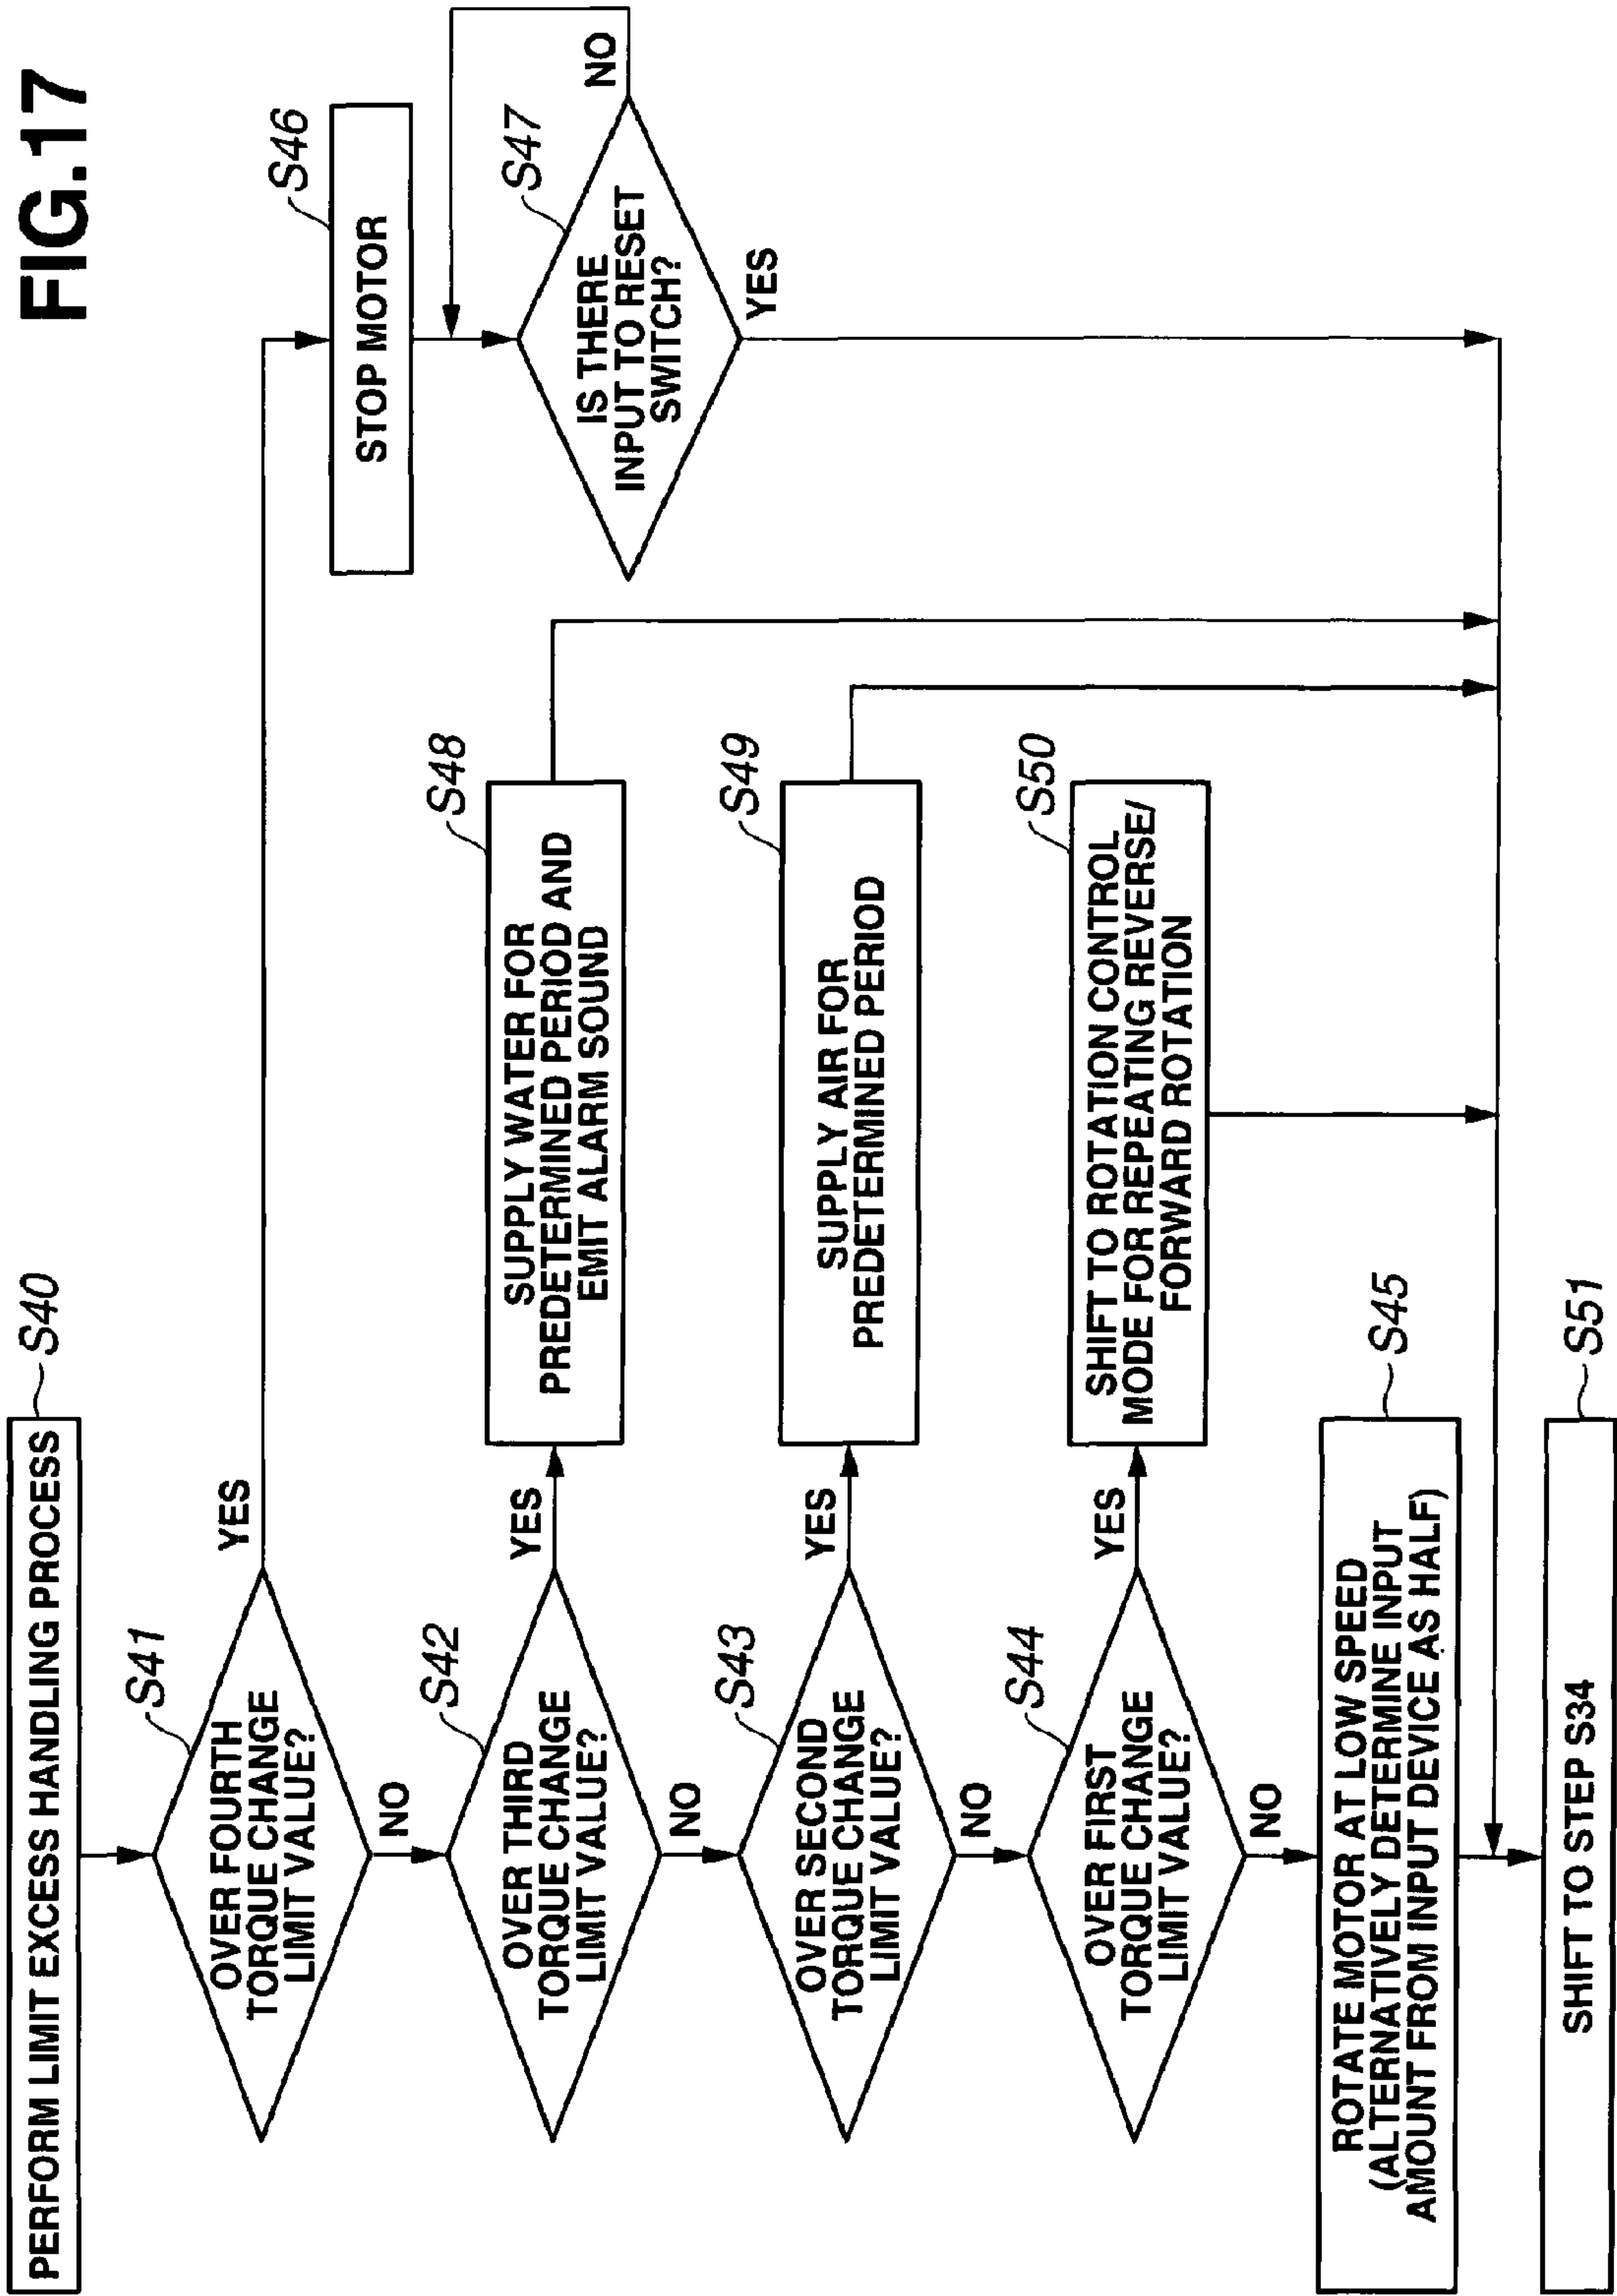 FIG.17
PERFORM LIMIT EXCESS HANDLING PROCESS
S40
OVER FOURTH
TORQUE CHANGE
LIMIT VALUE?
S41
YES
NO
STOP MOTOR
S46
IS THERE
INPUT TO RESET
SWITCH?
S47
NO
YES
OVER THIRD
TORQUE CHANGE
LIMIT VALUE?
S42
YES
NO
SUPPLY WATER FOR
PREDETERMINED PERIOD AND
EMIT ALARM SOUND
S48
OVER SECOND
TORQUE CHANGE
LIMIT VALUE?
S43
YES
NO
SUPPLY AIR FOR
PREDETERMINED PERIOD
S49
OVER FIRST
TORQUE CHANGE
LIMIT VALUE?
S44
YES
NO
SHIFT TO ROTATION CONTROL
MODE FOR REPEATING REVERSE/
FORWARD ROTATION
S50
ROTATE MOTOR AT LOW SPEED
(ALTERNATIVELY DETERMINE INPUT
AMOUNT FROM INPUT DEVICE AS HALF)
S45
SHIFT TO STEP S34
S51